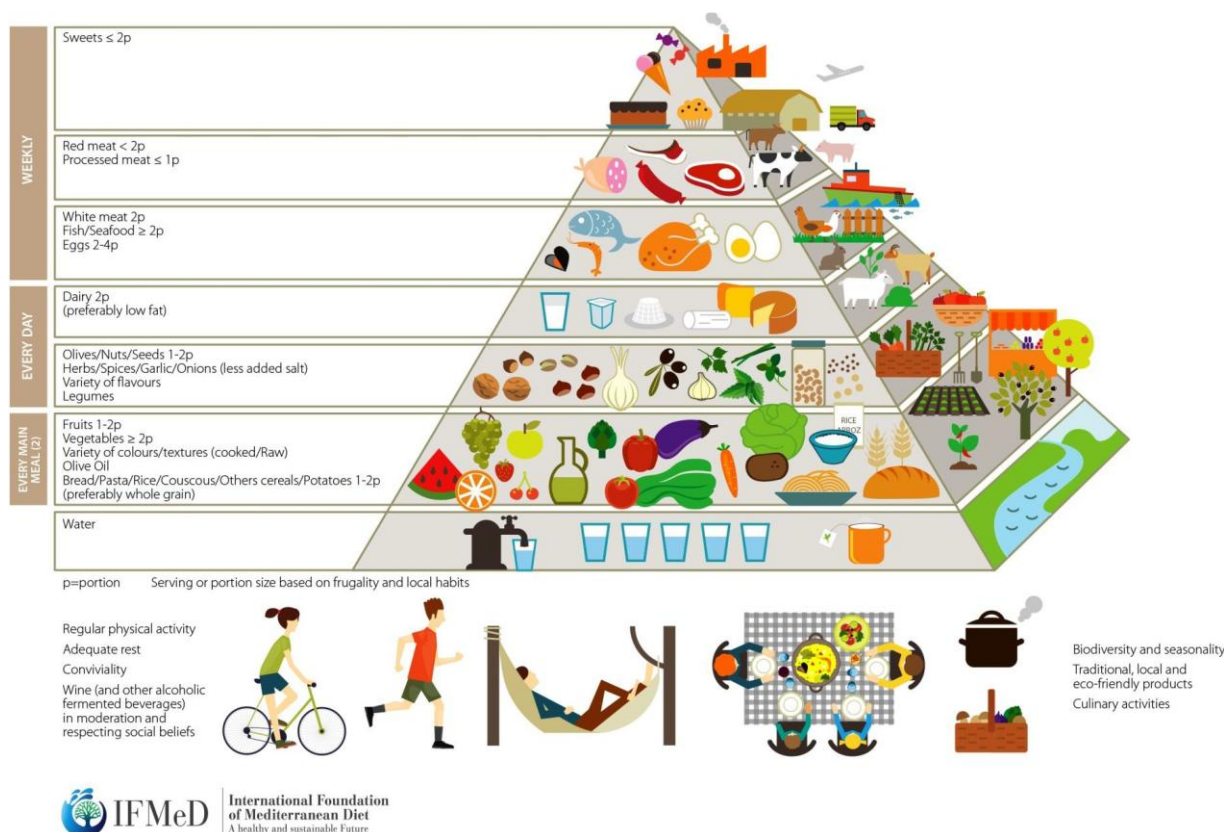 WEEKLY
Sweets ≤ 2p
Red meat < 2p
Processed meat ≤ 1p
White meat 2p
Fish/Seafood ≥ 2p
Eggs 2-4p
EVERY DAY
Dairy 2p
(preferably low fat)
Olives/Nuts/Seeds 1-2p
Herbs/Spices/Garlic/Onions (less added salt)
Variety of flavours
Legumes
EVERY MAIN
MEAL (2)
Fruits 1-2p
Vegetables ≥ 2p
Variety of colours/textures (cooked/Raw)
Olive Oil
Bread/Pasta/Rice/Couscous/Others cereals/Potatoes 1-2p
(preferably whole grain)
RICE
ARROZ
Water
p=portion Serving or portion size based on frugality and local habits
Regular physical activity
Adequate rest
Conviviality
Wine (and other alcoholic
fermented beverages)
in moderation and
respecting social beliefs
Biodiversity and seasonality
Traditional, local and
eco-friendly products
Culinary activities
IFMeD
International Foundation
of Mediterranean Diet
A healthy and sustainable Future